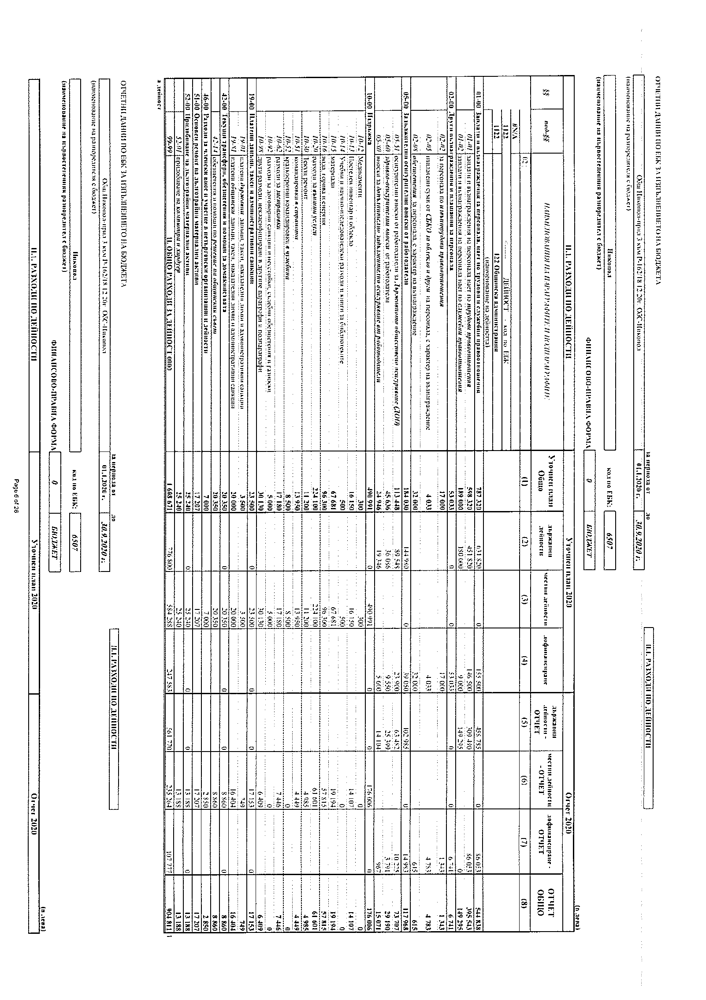 ОТЧЕТНИ ДАННИ ПО ЕБК ЗА ИЗПЪЛНЕНИЕТО НА БЮДЖЕТА
за периода от до
II.1. РАЗХОДИ ПО ДЕЙНОСТИ
Общ. Никопол-прил 3 към Р-162/18 12 20г ОбС-Никопол 01.1.2020 г. 30.9.2020 г.
(наименование на разпоредителя с бюджет)
Никопол код по ЕБК: 6507
(наименование на първостепенния разпоредител с бюджет)
ФИНАНСОВО-ПРАВНА ФОРМА 0 БЮДЖЕТ
(в лева)
II.1. РАЗХОДИ ПО ДЕЙНОСТИ Уточнен план 2020 Отчет 2020
§§ под-§§ НАИМЕНОВАНИЯ НА ПАРАГРАФИТЕ И ПОДПАРАГРАФИТЕ Уточнен план Общо държавни дейности местни дейности дофинансиране държавни дейности - ОТЧЕТ местни дейности - ОТЧЕТ дофинансиране - ОТЧЕТ ОТЧЕТ ОБЩО
02 : (1) (2) (3) (4) (5) (6) (7) (8)
#N/A
1122 ДЕЙНОСТ - код по ЕБК
1122 122 Общинска администрация
(наименование на дейността)
01-00 Заплати и възнаграждения за персонала, нает по трудови и служебни правоотношения 787 320 631 820 0 155 500 458 785 0 86 053 544 838
01-01 заплати и възнаграждения на персонала нает по трудови правоотношения 598 320 451 820 146 500 309 490 86 053 395 543
01-02 заплати и възнаграждения на персонала нает по служебни правоотношения 189 000 180 000 9 000 149 295 0 149 295
02-00 Други възнаграждения и плащания за персонала 53 033 0 0 53 033 0 0 6 741 6 741
02-02 за персонала по извънтрудови правоотношения 17 000 17 000 1 343 1 343
02-05 изплатени суми от СБКО за облекло и други на персонала, с характер на възнаграждение 4 033 4 033 4 783 4 783
02-08 обезщетения за персонала, с характер на възнаграждение 32 000 32 000 615 615
05-00 Задължителни осигурителни вноски от работодатели 184 030 144 980 0 39 050 102 985 0 14 983 117 968
05-51 осигурителни вноски от работодатели за Държавното обществено осигуряване (ДОО) 113 448 89 548 23 900 63 482 10 225 73 707
05-60 здравно-осигурителни вноски от работодатели 45 636 36 086 9 550 25 399 3 791 29 190
05-80 вноски за допълнително задължително осигуряване от работодатели 24 946 19 346 5 600 14 104 967 15 071
10-00 Издръжка 490 991 0 490 991 0 0 176 006 0 176 006
10-12 Медикаменти 300 300 0 0
10-13 Постелен инвентар и облекло 16 150 16 150 14 107 14 107
10-14 Учебни и научно-изследователски разходи и книги за библиотеките 500 500 0 0
10-15 материали 67 681 67 681 19 194 19 194
10-16 вода, горива и енергия 96 300 96 300 57 815 57 815
10-20 разходи за външни услуги 224 100 224 100 61 601 61 601
10-30 Текущ ремонт 11 200 11 200 4 985 4 985
10-51 командировки в страната 13 950 13 950 4 449 4 449
10-52 краткосрочни командировки в чужбина 8 500 8 500 0 0
10-62 разходи за застраховки 17 180 17 180 7 446 7 446
10-92 разходи за договорни санкции и неустойки, съдебни обезщетения и разноски 5 000 5 000 0 0
10-98 други разходи, некласифицирани в другите параграфи и подпараграфи 30 130 30 130 6 409 6 409
19-00 Платени данъци, такси и административни санкции 23 500 0 23 500 0 0 17 153 0 17 153
19-01 платени държавни данъци, такси, наказателни лихви и административни санкции 3 500 3 500 749 749
19-81 платени общински данъци, такси, наказателни лихви и административни санкции 20 000 20 000 16 404 16 404
42-00 Текущи трансфери, обезщетения и помощи за домакинствата 20 350 0 20 350 0 0 8 860 0 8 860
42-14 обезщетения и помощи по решение на общинския съвет 20 350 20 350 8 860 8 860
46-00 Разходи за членски внос и участие в нетърговски организации и дейности 7 000 7 000 2 850 2 850
51-00 Основен ремонт на дълготрайни материални активи 17 207 17 207 17 207 17 207
52-00 Придобиване на дълготрайни материални активи 25 240 0 25 240 0 0 13 188 0 13 188
52-01 придобиване на компютри и хардуер 25 240 25 240 13 188 13 188
99-99 II. ОБЩО РАЗХОДИ ЗА ДЕЙНОСТ 0000 1 608 671 776 800 584 288 247 583 561 770 235 264 107 777 904 811 1
а дейност
ОТЧЕТНИ ДАННИ ПО ЕБК ЗА ИЗПЪЛНЕНИЕТО НА БЮДЖЕТА
за периода от до
II.1. РАЗХОДИ ПО ДЕЙНОСТИ
Общ. Никопол-прил 3 към Р-162/18 12 20г ОбС-Никопол 01.1.2020 г. 30.9.2020 г.
(наименование на разпоредителя с бюджет)
Никопол код по ЕБК: 6507
(наименование на първостепенния разпоредител с бюджет)
ФИНАНСОВО-ПРАВНА ФОРМА 0 БЮДЖЕТ
(в лева)
II.1. РАЗХОДИ ПО ДЕЙНОСТИ Уточнен план 2020 Отчет 2020
Page 6 of 28